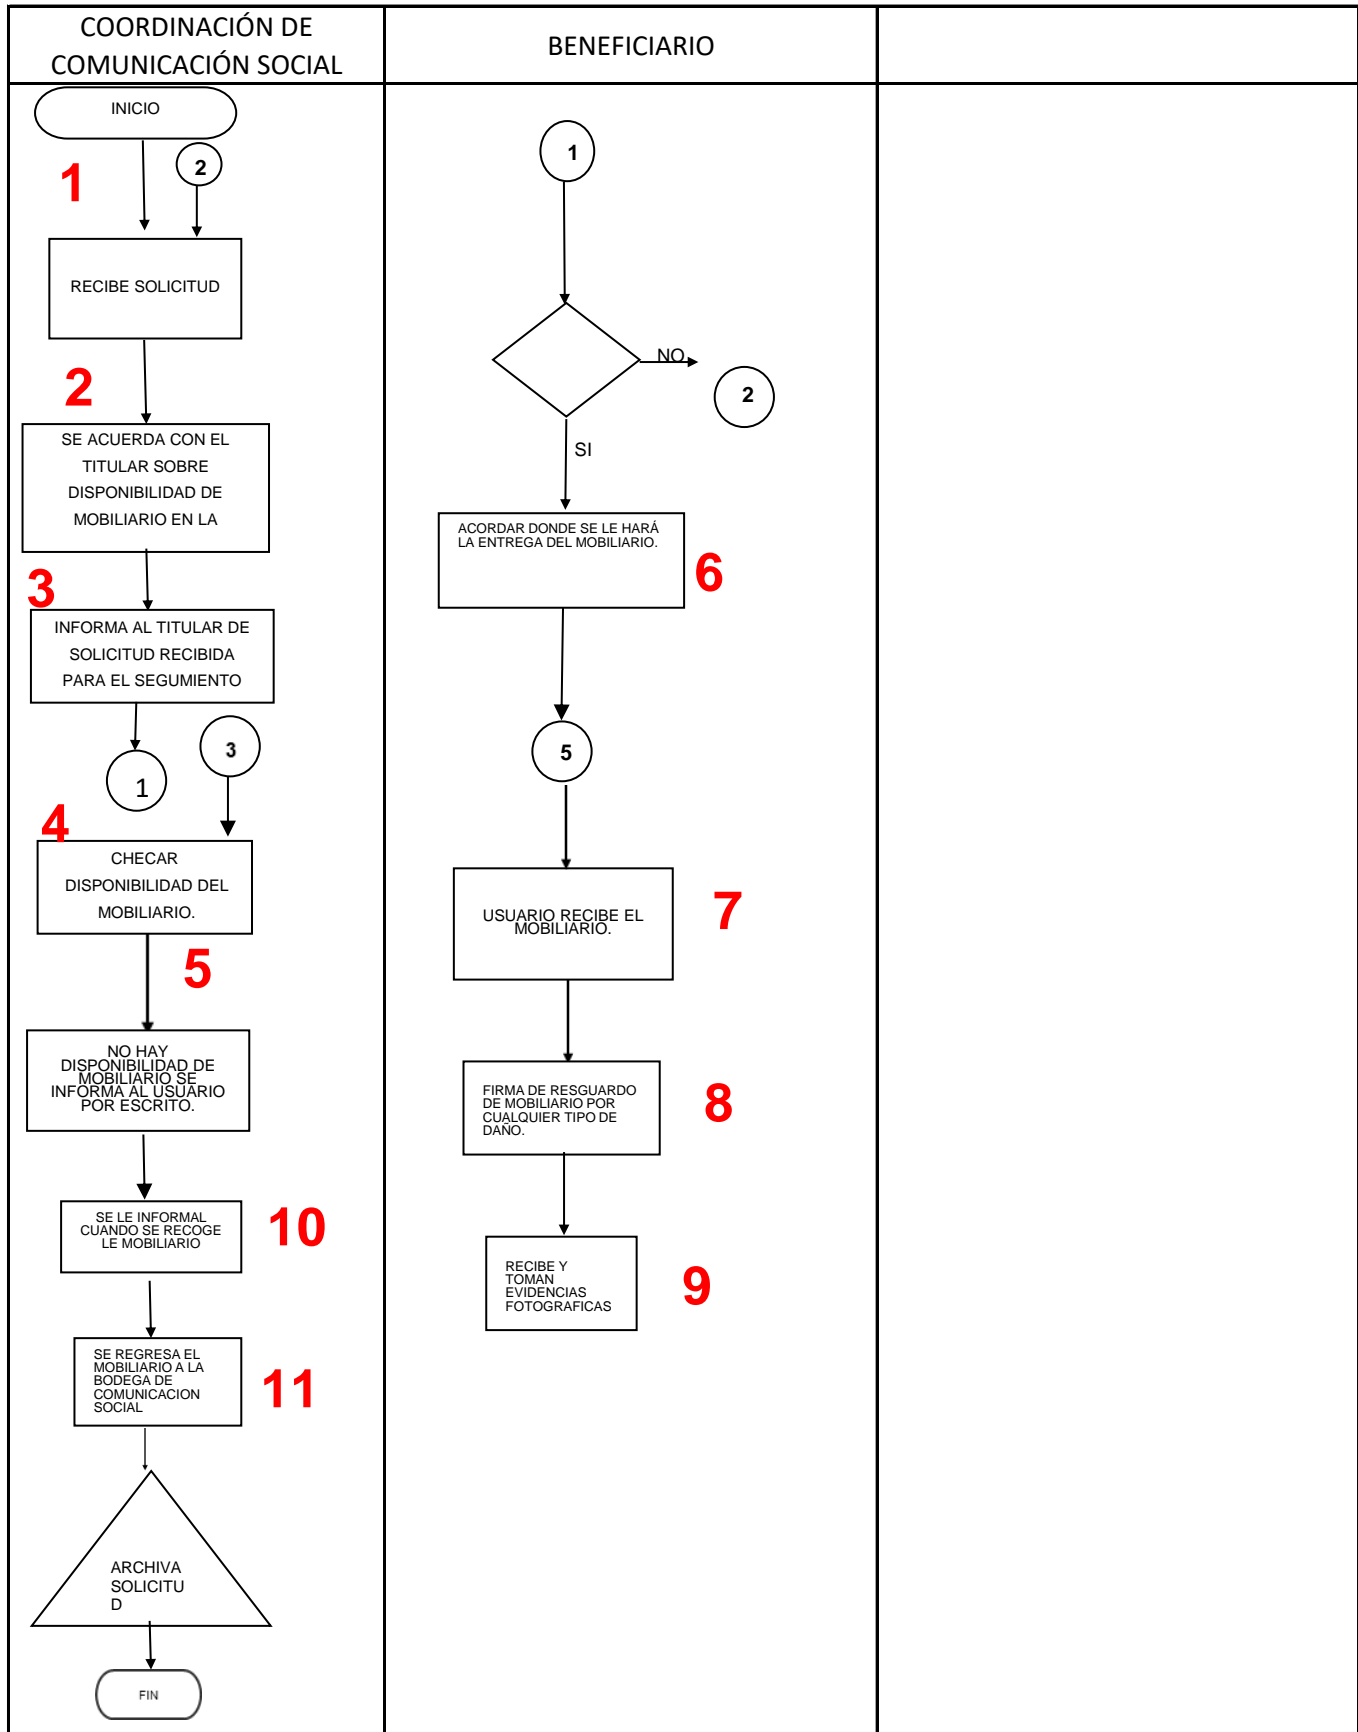 COORDINACIÓN DE
COMUNICACIÓN SOCIAL
BENEFICIARIO
INICIO
1
2
RECIBE SOLICITUD
2
SE ACUERDA CON EL
TITULAR SOBRE
DISPONIBILIDAD DE
MOBILIARIO EN LA
3
INFORMA AL TITULAR DE
SOLICITUD RECIBIDA
PARA EL SEGUMIENTO
1
3
4
CHECAR
DISPONIBILIDAD DEL
MOBILIARIO.
5
NO HAY
DISPONIBILIDAD DE
MOBILIARIO SE
INFORMA AL USUARIO
POR ESCRITO.
SE LE INFORMAL
CUANDO SE RECOGE
LE MOBILIARIO
10
SE REGRESA EL
MOBILIARIO A LA
BODEGA DE
COMUNICACION
SOCIAL
11
ARCHIVA
SOLICITU
D
FIN
1
NO
2
SI
ACORDAR DONDE SE LE HARÁ
LA ENTREGA DEL MOBILIARIO.
6
5
USUARIO RECIBE EL
MOBILIARIO.
7
FIRMA DE RESGUARDO
DE MOBILIARIO POR
CUALQUIER TIPO DE
DAÑO.
8
RECIBE Y
TOMAN
EVIDENCIAS
FOTOGRAFICAS
9